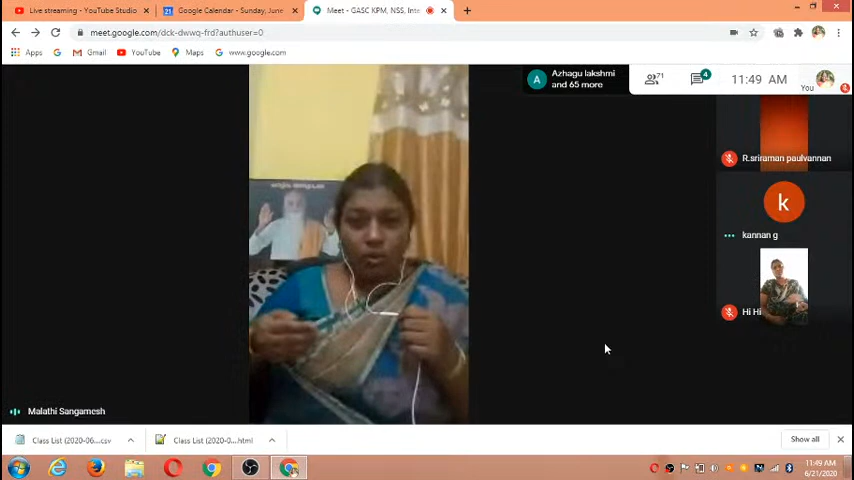 Live streaming - YouTube Studio
Google Calendar - Sunday, June
Meet - GASC KPM, NSS, Inte
meet.google.com/dck-dwwq-frd?authuser=0
Apps
Gmail
YouTube
Maps
www.google.com
Azhagu lakshmi
and 65 more
A
71
4
11:49 AM
You
R.sriraman paulvannan
k
kannan g
Hi Hi
Malathi Sangamesh
Class List (2020-06....csv
Class List (2020-0....html
Show all
11:49 AM
6/21/2020